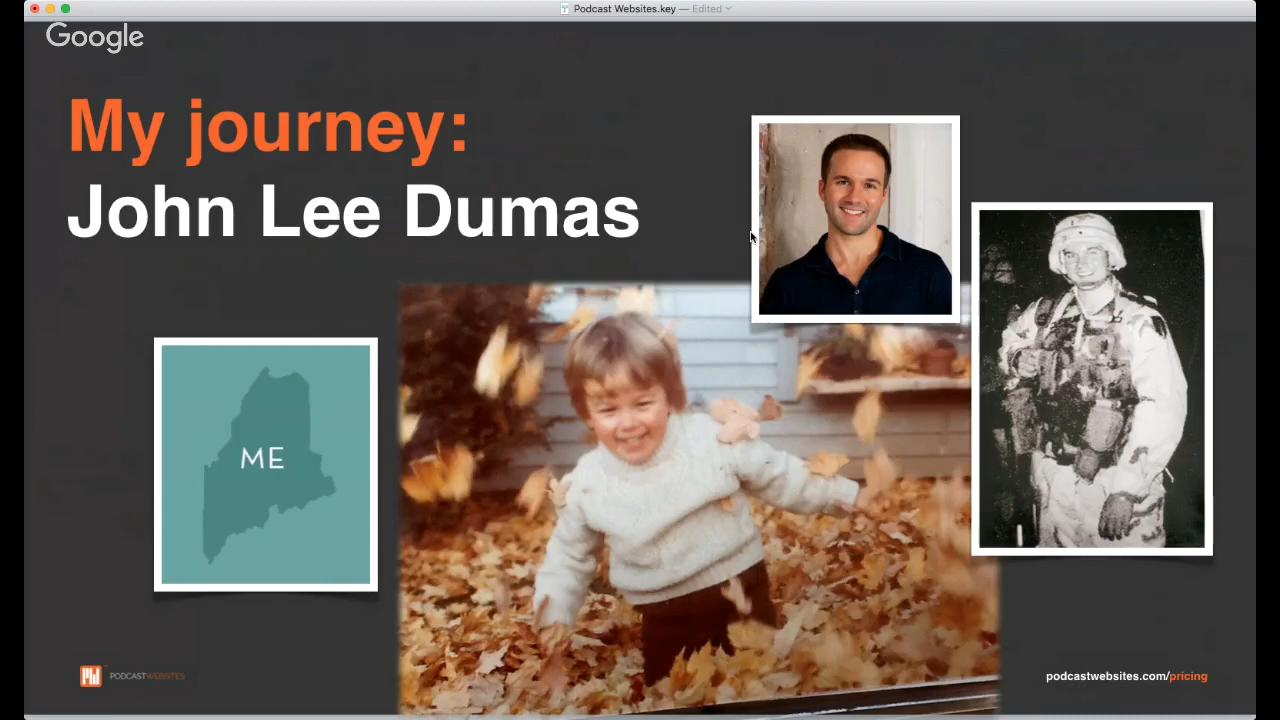 Podcast Websites.key — Edited
Google
My journey:
John Lee Dumas
ME
PODCASTWEBSITES
podcastwebsites.com/pricing